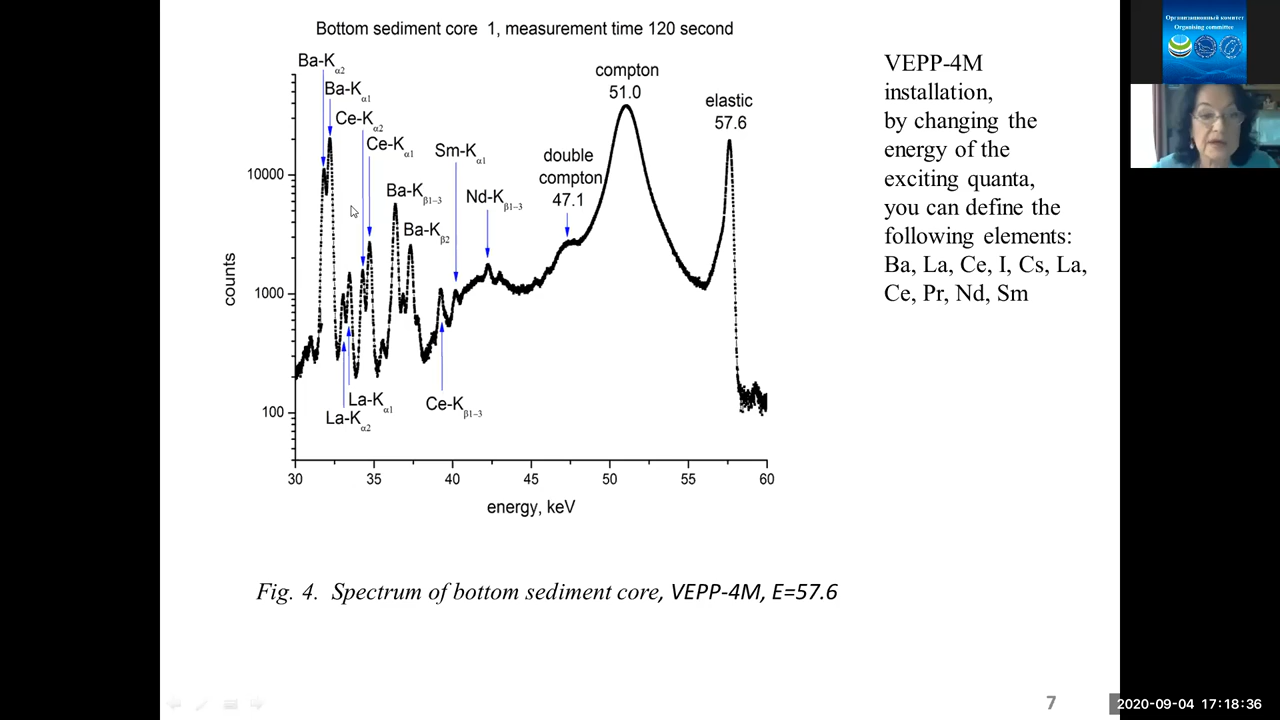 Bottom sediment core 1, measurement time 120 second
Ba-Kα2
Ba-Kα1
Ce-Kα2
Ce-Kα1
Ba-Kβ1–3
Ba-Kβ2
Sm-Kα1
Nd-Kβ1–3
double
compton
47.1
compton
51.0
elastic
57.6
La-Kα1
La-Kα2
Ce-Kβ1–3
10000
1000
100
counts
30 35 40 45 50 55 60
energy, keV
Fig. 4. Spectrum of bottom sediment core, VEPP-4M, E=57.6
VEPP-4M
installation,
by changing the
energy of the
exciting quanta,
you can define the
following elements:
Ba, La, Ce, I, Cs, La,
Ce, Pr, Nd, Sm
7
Организационный комитет
Organising committee
2020-09-04 17:18:36